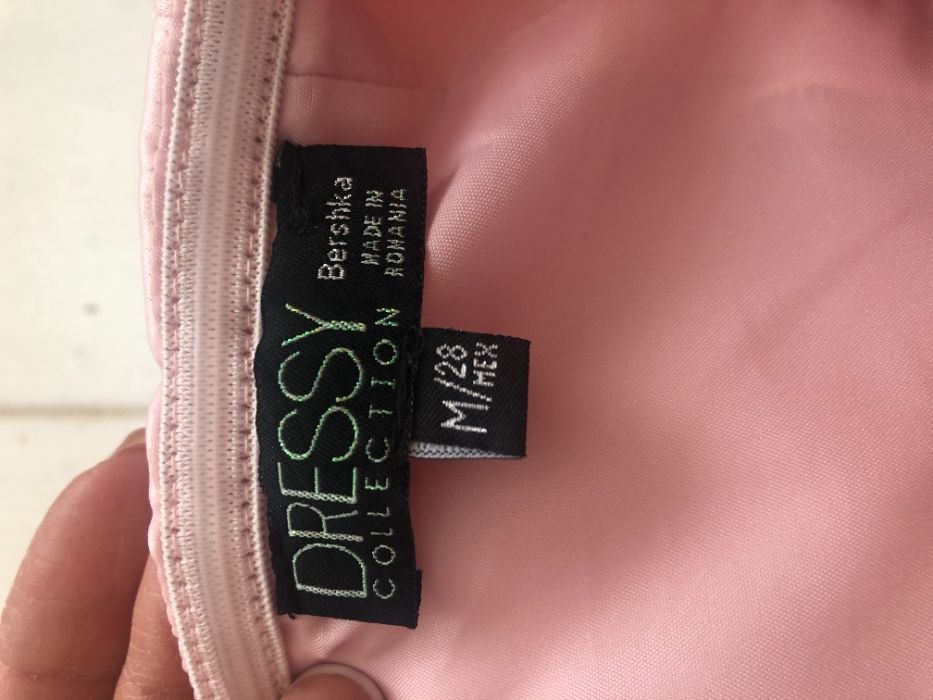 DRESSY
COLLECTION
Bershka
MADE IN
ROMANIA
M//28
/MEX